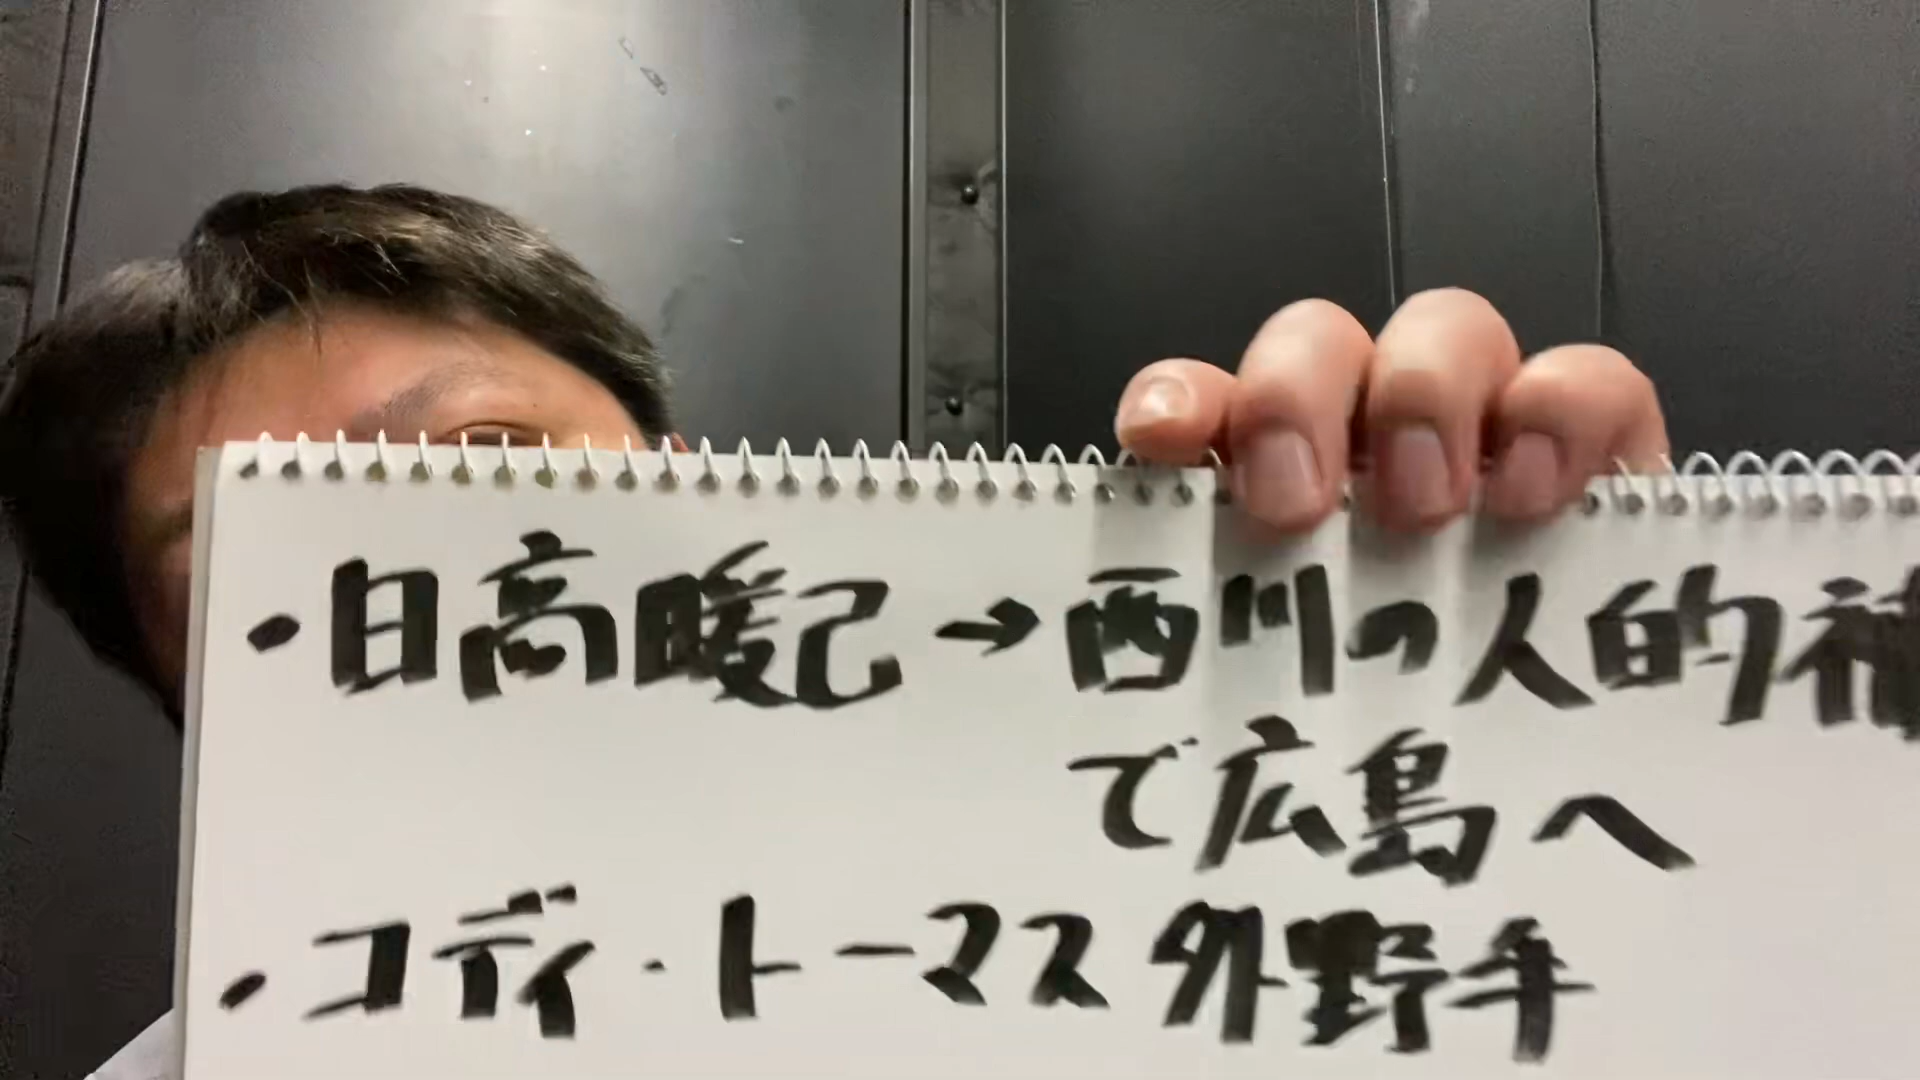 ・日高暖己→西川の人的補
で広島へ
・コディ・トーマス 外野手